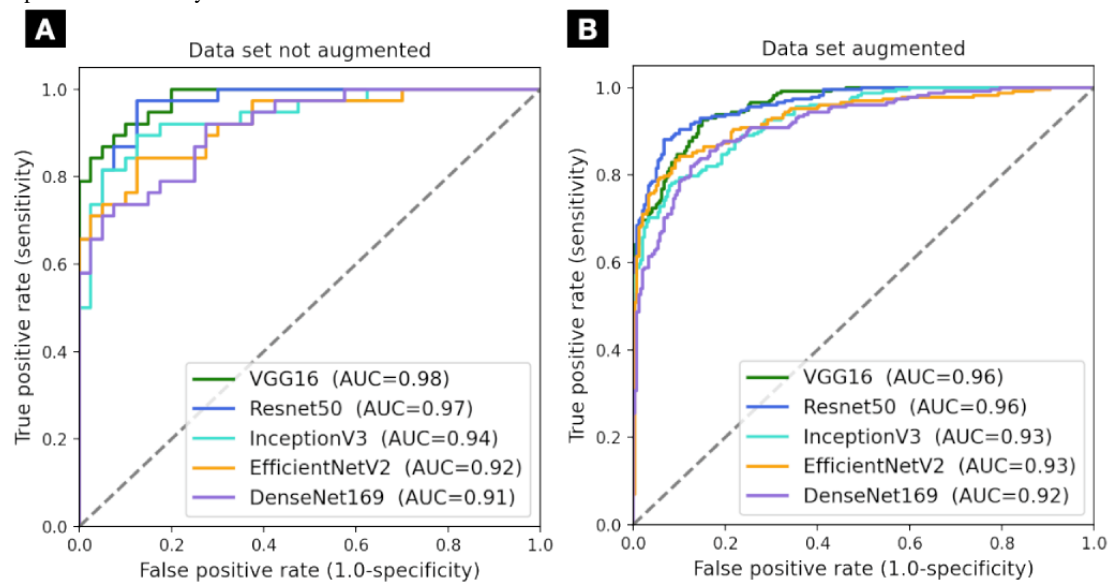 A
Data set not augmented
True positive rate (sensitivity)
1.0
0.8
0.6
0.4
0.2
0.0
VGG16 (AUC=0.98)
Resnet50 (AUC=0.97)
InceptionV3 (AUC=0.94)
EfficientNetV2 (AUC=0.92)
DenseNet169 (AUC=0.91)
0.0 0.2 0.4 0.6 0.8 1.0
False positive rate (1.0-specificity)
B
Data set augmented
True positive rate (sensitivity)
1.0
0.8
0.6
0.4
0.2
0.0
VGG16 (AUC=0.96)
Resnet50 (AUC=0.96)
InceptionV3 (AUC=0.93)
EfficientNetV2 (AUC=0.93)
DenseNet169 (AUC=0.92)
0.0 0.2 0.4 0.6 0.8 1.0
False positive rate (1.0-specificity)